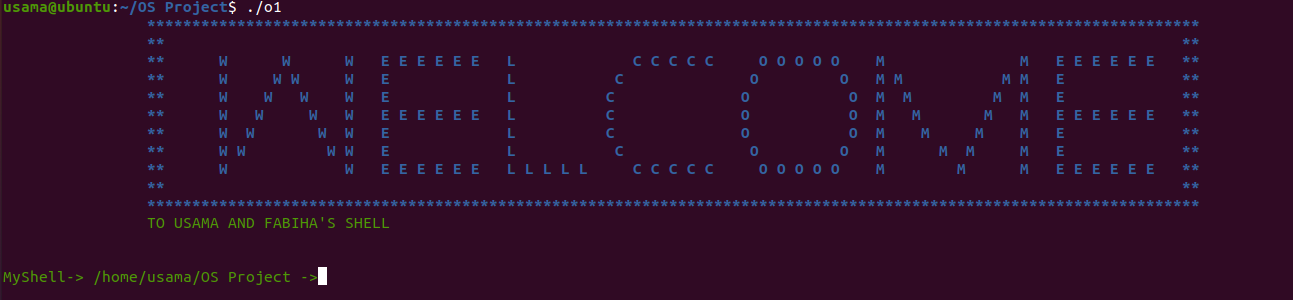 usama@ubuntu:~/OS Project$ ./o1
*********************************************************************************************************************
**                                                                                                                 **
**      W      W      W   E E E E E E   L             C C C C C     O O O O O    M               M   E E E E E E   **
**      W     W W     W   E             L           C              O         O   M M           M M   E             **
**      W    W   W    W   E             L          C              O           O  M  M         M  M   E             **
**      W   W     W   W   E E E E E E   L          C              O           O  M   M       M   M   E E E E E E   **
**      W  W       W  W   E             L          C              O           O  M    M     M    M   E             **
**      W W         W W   E             L           C              O         O   M      M M      M   E             **
**      W             W   E E E E E E   L L L L L     C C C C C     O O O O O    M        M      M   E E E E E E   **
**                                                                                                                 **
*********************************************************************************************************************
TO USAMA AND FABIHA'S SHELL
MyShell-> /home/usama/OS Project ->